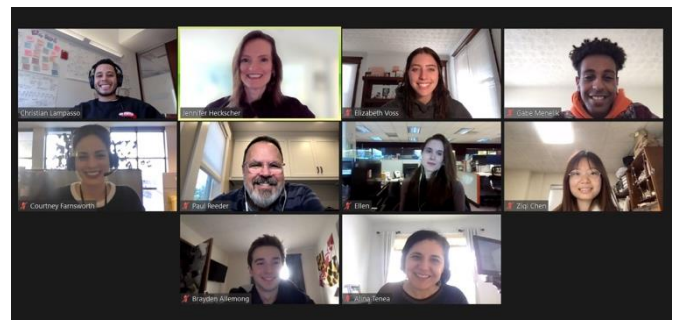 Christian Lampasso
Jennifer Heckscher
Elizabeth Voss
Gabe Menelik
Courtney Farnsworth
Paul Reeder
Ellen
Ziqi Chen
Brayden Allemong
Alina Tenea